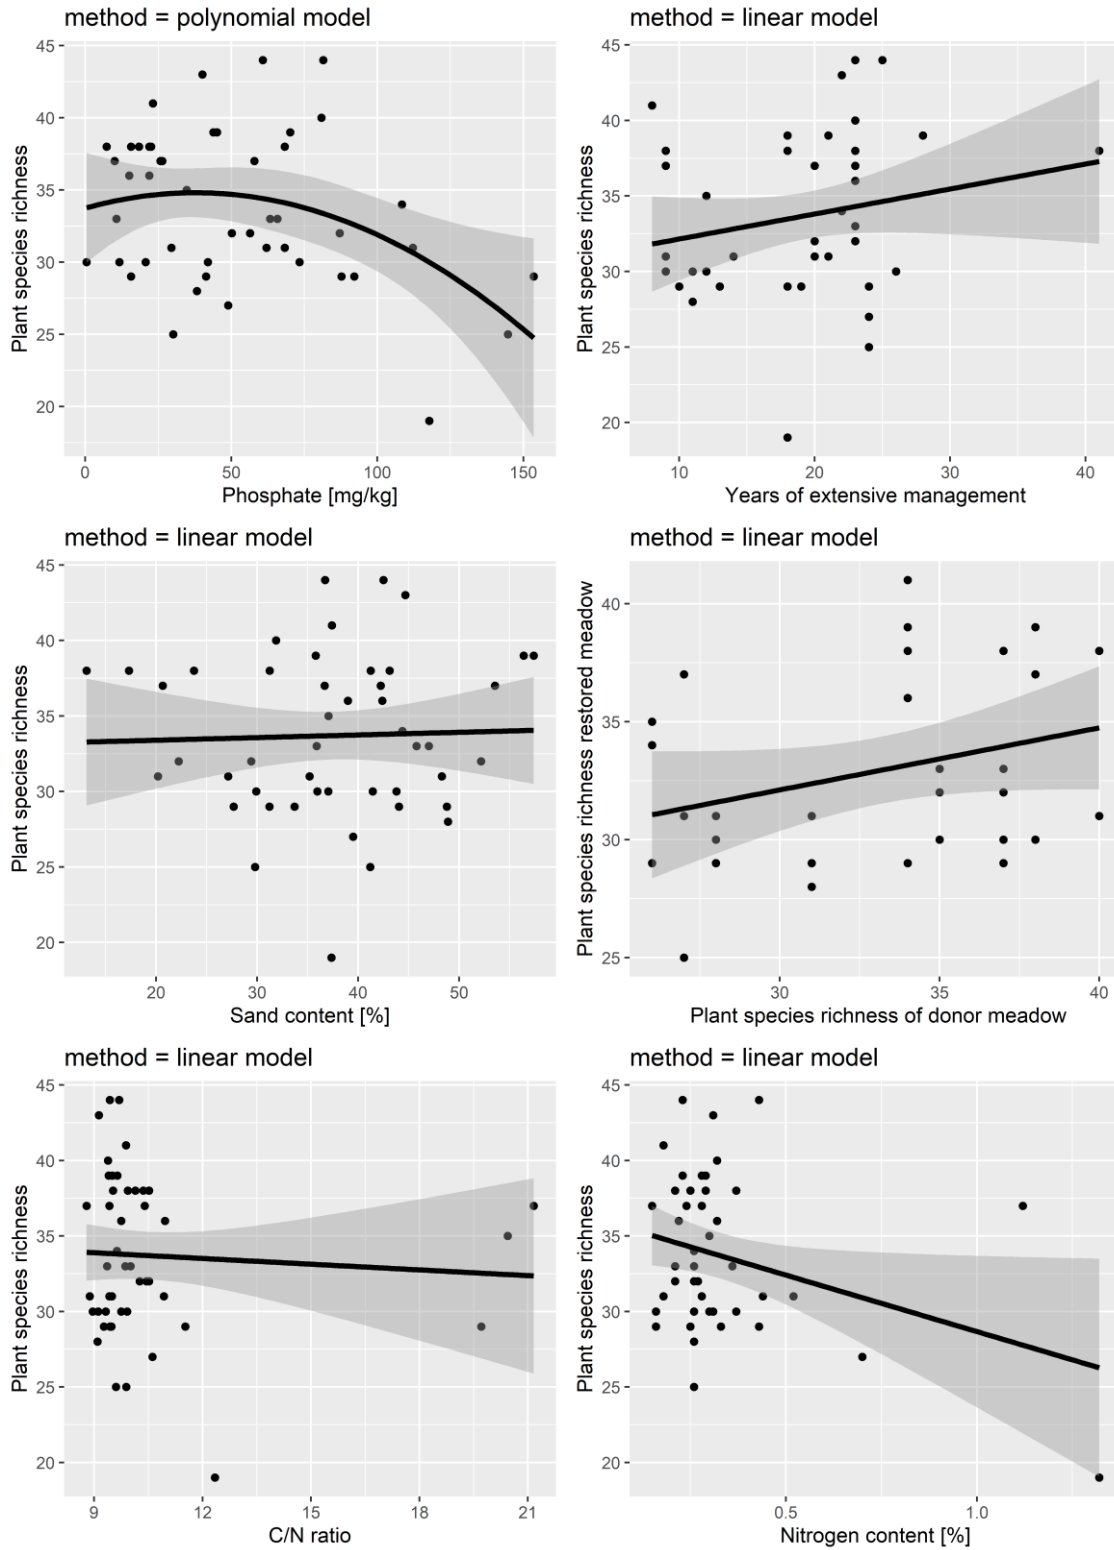 method = polynomial model
45
40
35
30
25
20
Plant species richness
0 50 100 150
Phosphate [mg/kg]
method = linear model
45
40
35
30
25
20
Plant species richness
10 20 30 40
Years of extensive management
method = linear model
45
40
35
30
25
20
Plant species richness
20 30 40 50
Sand content [%]
method = linear model
40
35
30
25
Plant species richness restored meadow
30 35 40
Plant species richness of donor meadow
method = linear model
45
40
35
30
25
20
Plant species richness
9 12 15 18 21
C/N ratio
method = linear model
45
40
35
30
25
20
Plant species richness
0.5 1.0
Nitrogen content [%]